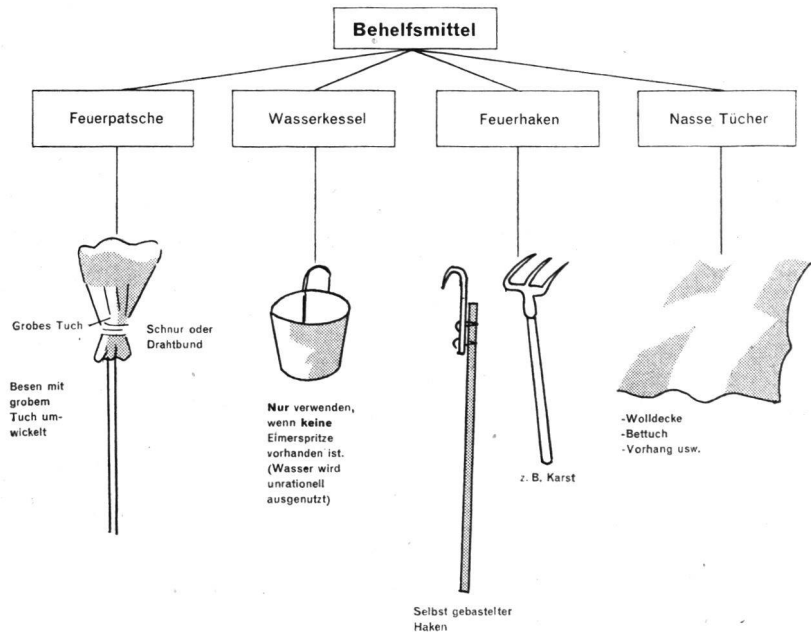 Behelfsmittel
Feuerpatsche
Wasserkessel
Feuerhaken
Nasse Tücher
Grobes Tuch
Schnur oder
Drahtbund
Besen mit
grobem
Tuch um-
wickelt
Nur verwenden,
wenn keine
Eimerspritze
vorhanden ist.
(Wasser wird
unrationell
ausgenutzt)
Selbst gebastelter
Haken
z. B. Karst
-Wolldecke
-Bettuch
-Vorhang usw.